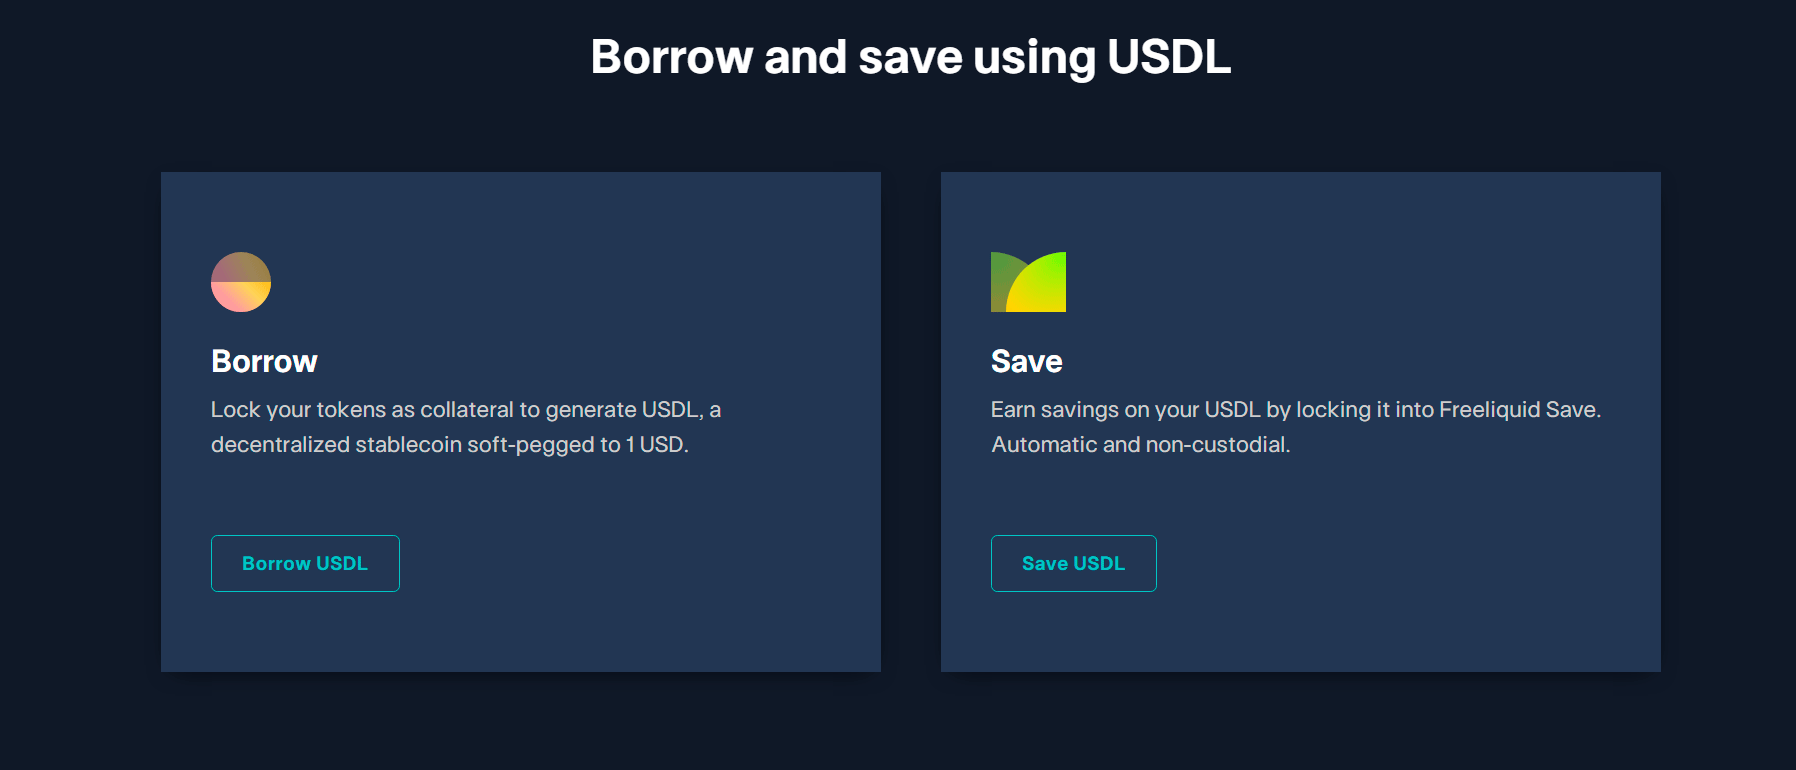 Borrow and save using USDL
Borrow
Lock your tokens as collateral to generate USDL, a
decentralized stablecoin soft-pegged to 1 USD.
Borrow USDL
Save
Earn savings on your USDL by locking it into Freeliquid Save.
Automatic and non-custodial.
Save USDL